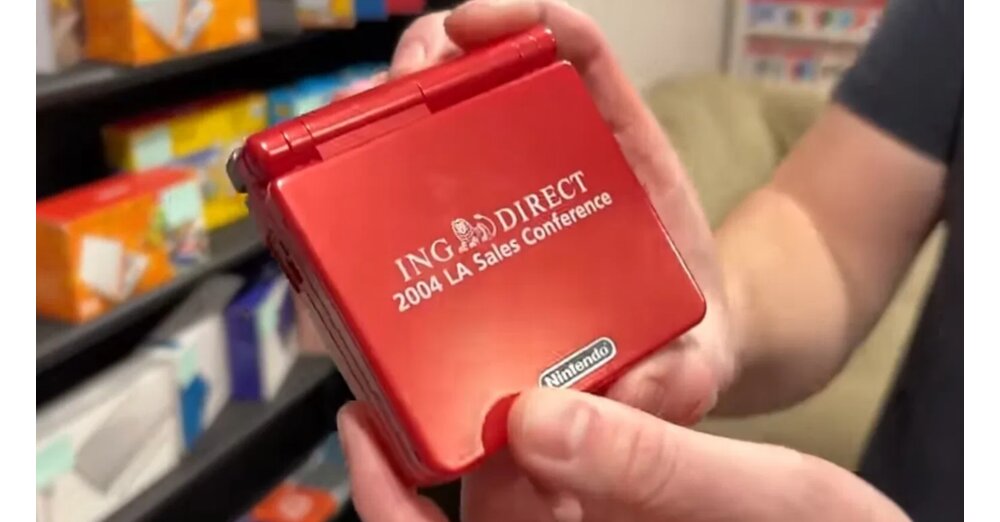 ING DIRECT
2004 LA Sales Conference
Nintendo